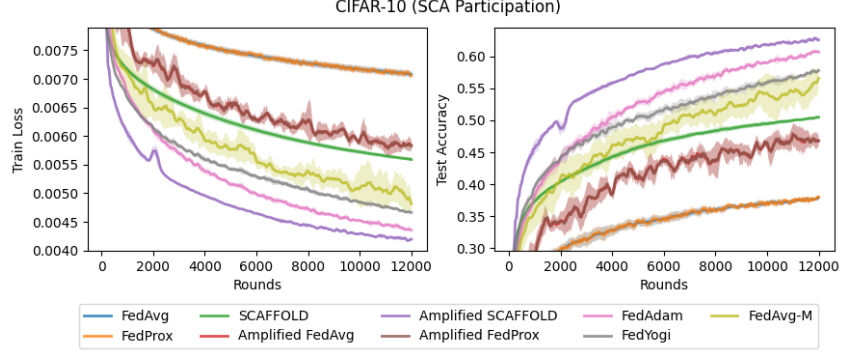 CIFAR-10 (SCA Participation)
0.0075
0.0070
0.0065
0.0060
0.0055
0.0050
0.0045
0.0040
Train Loss
0 2000 4000 6000 8000 10000 12000
Rounds
0.60
0.55
0.50
0.45
0.40
0.35
0.30
Test Accuracy
0 2000 4000 6000 8000 10000 12000
Rounds
FedAvg SCAFFOLD Amplified SCAFFOLD FedAdam FedAvg-M
FedProx Amplified FedAvg Amplified FedProx FedYogi